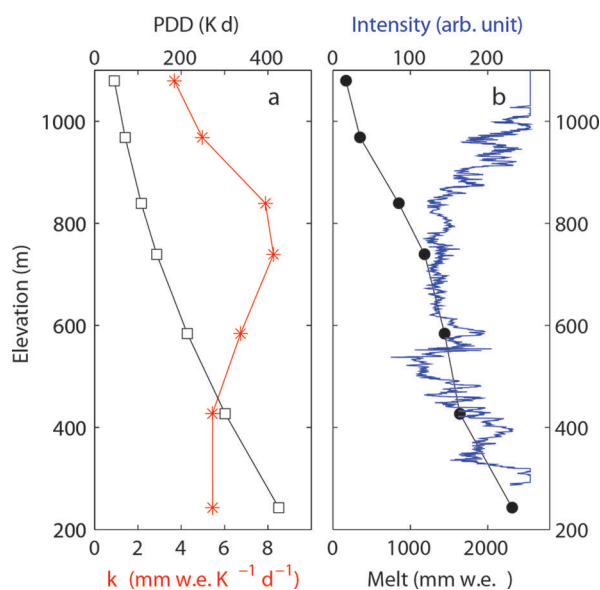 PDD (K d)
Intensity (arb. unit)
0 200 400
0 100 200
a
b
1000
800
600
400
200
1000
800
600
400
200
Elevation (m)
0 2 4 6 8
0 1000 2000
k (mm w.e. K⁻¹ d⁻¹)
Melt (mm w.e. )